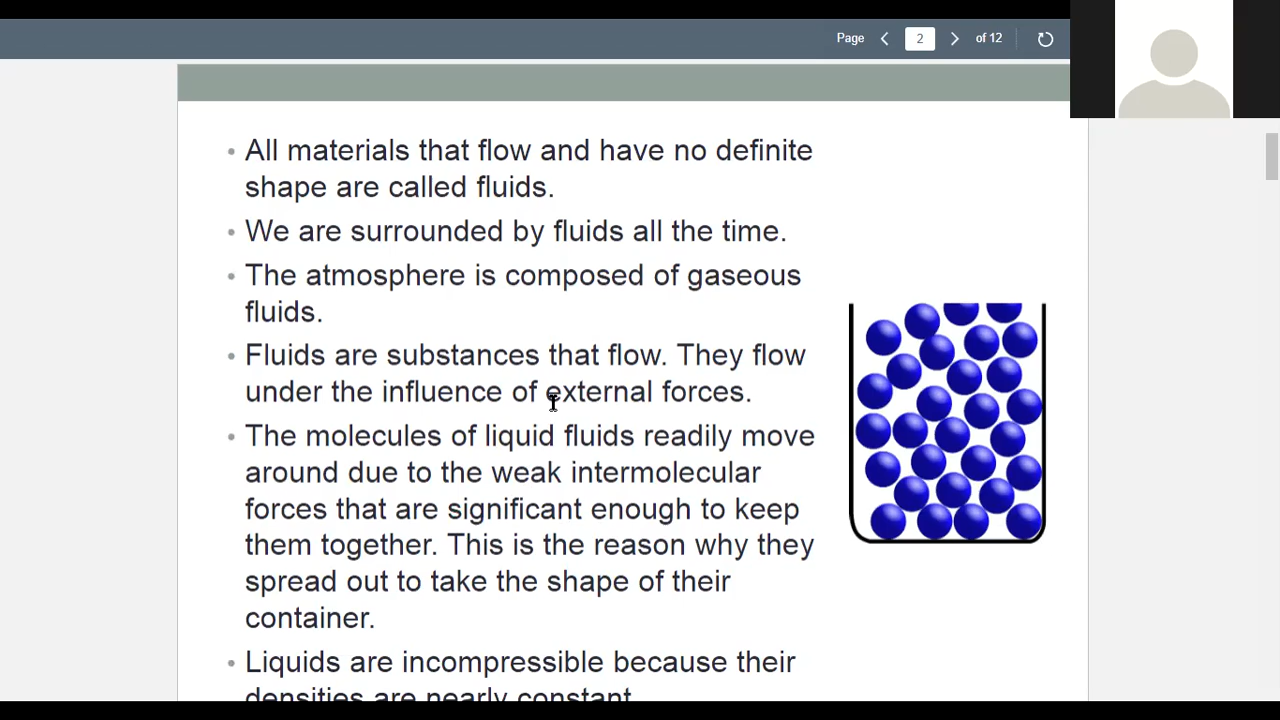 Page 2 of 12
• All materials that flow and have no definite
shape are called fluids.
• We are surrounded by fluids all the time.
• The atmosphere is composed of gaseous
fluids.
• Fluids are substances that flow. They flow
under the influence of external forces.
• The molecules of liquid fluids readily move
around due to the weak intermolecular
forces that are significant enough to keep
them together. This is the reason why they
spread out to take the shape of their
container.
• Liquids are incompressible because their
densities are nearly constant